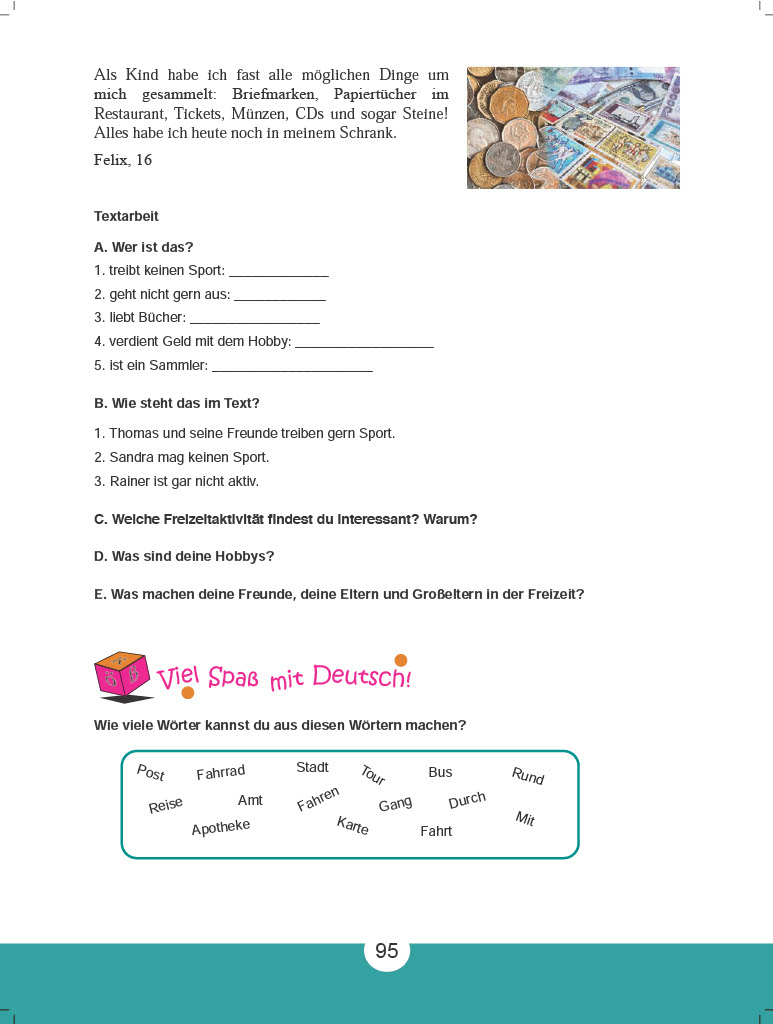 Als Kind habe ich fast alle möglichen Dinge um
mich gesammelt: Briefmarken, Papiertücher im
Restaurant, Tickets, Münzen, CDs und sogar Steine!
Alles habe ich heute noch in meinem Schrank.
Felix, 16
Textarbeit
A. Wer ist das?
1. treibt keinen Sport: _____________
2. geht nicht gern aus: ____________
3. liebt Bücher: _________________
4. verdient Geld mit dem Hobby: __________________
5. ist ein Sammler: _____________________
B. Wie steht das im Text?
1. Thomas und seine Freunde treiben gern Sport.
2. Sandra mag keinen Sport.
3. Rainer ist gar nicht aktiv.
C. Welche Freizeitaktivität findest du interessant? Warum?
D. Was sind deine Hobbys?
E. Was machen deine Freunde, deine Eltern und Großeltern in der Freizeit?
Viel Spaß mit Deutsch!
Wie viele Wörter kannst du aus diesen Wörtern machen?
Post Fahrrad Stadt Tour Bus Rund
Reise Amt Fahren Gang Durch
Apotheke Karte Fahrt Mit
95